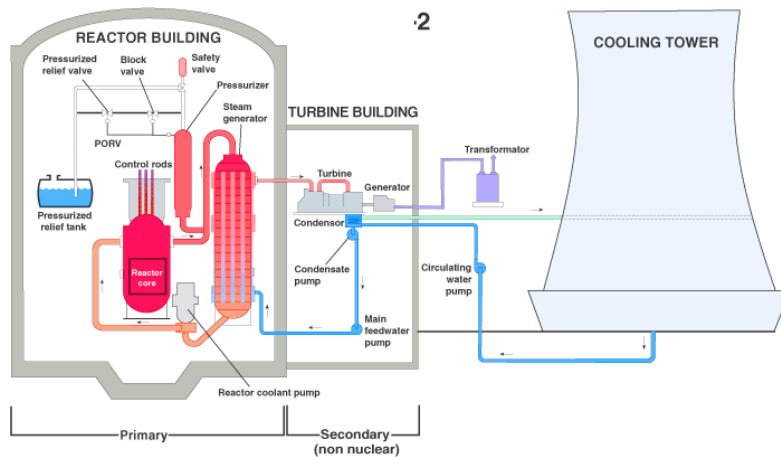 -2
REACTOR BUILDING
COOLING TOWER
Pressurized
relief valve
Block
valve
Safety
valve
Pressurizer
Steam
generator
TURBINE BUILDING
PORV
Control rods
Turbine
Generator
Transformator
Pressurized
relief tank
Condensor
Reactor
core
Condensate
pump
Circulating
water
pump
Main
feedwater
pump
Reactor coolant pump
Primary
Secondary
(non nuclear)